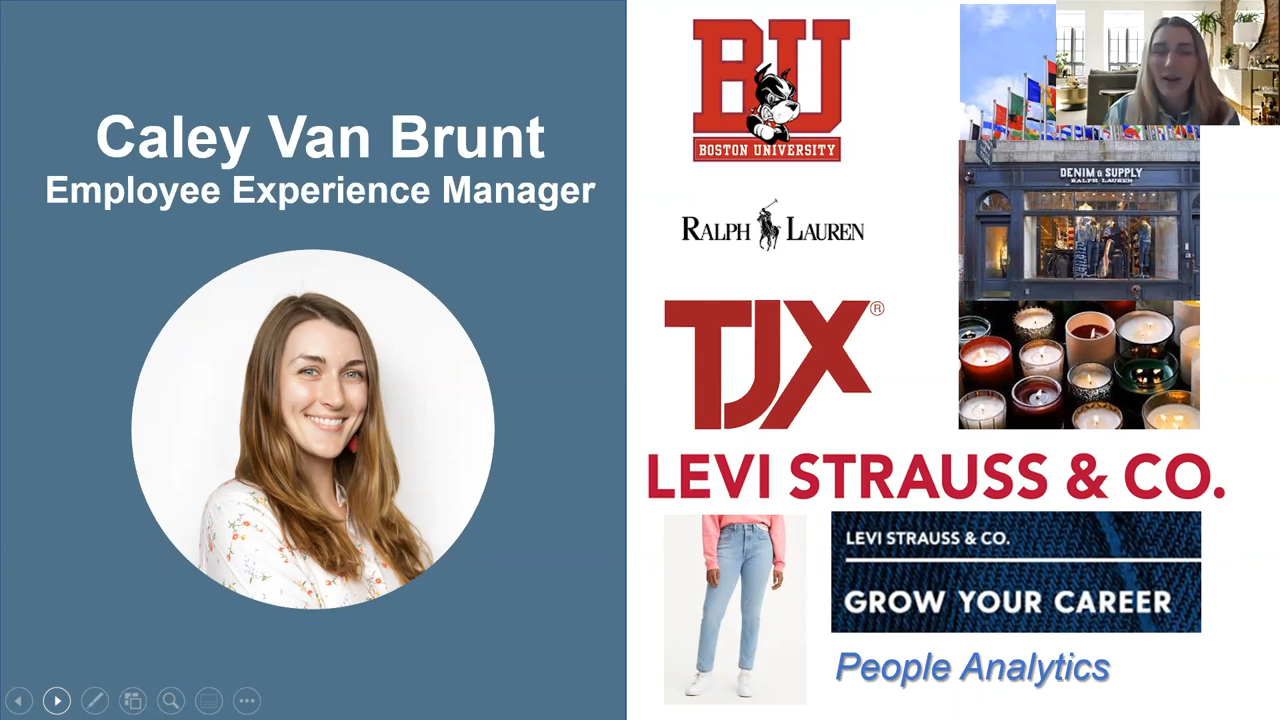 Caley Van Brunt
Employee Experience Manager
BU
BOSTON UNIVERSITY
RALPH LAUREN
DENIM & SUPPLY
RALPH LAUREN
TJX®
LEVI STRAUSS & CO.
LEVI STRAUSS & CO.
GROW YOUR CAREER
People Analytics